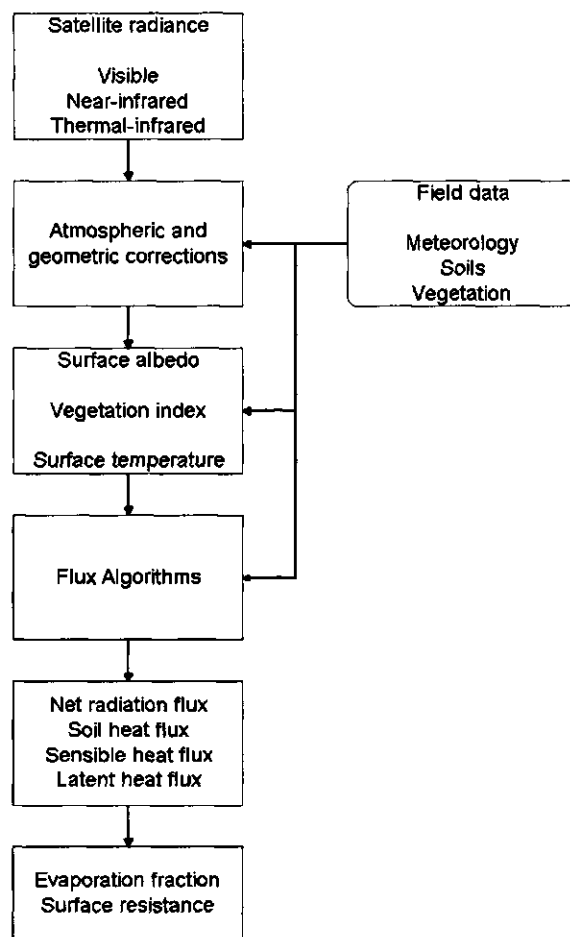 Satellite radiance
Visible
Near-infrared
Thermal-infrared
Atmospheric and
geometric corrections
Field data
Meteorology
Soils
Vegetation
Surface albedo
Vegetation index
Surface temperature
Flux Algorithms
Net radiation flux
Soil heat flux
Sensible heat flux
Latent heat flux
Evaporation fraction
Surface resistance